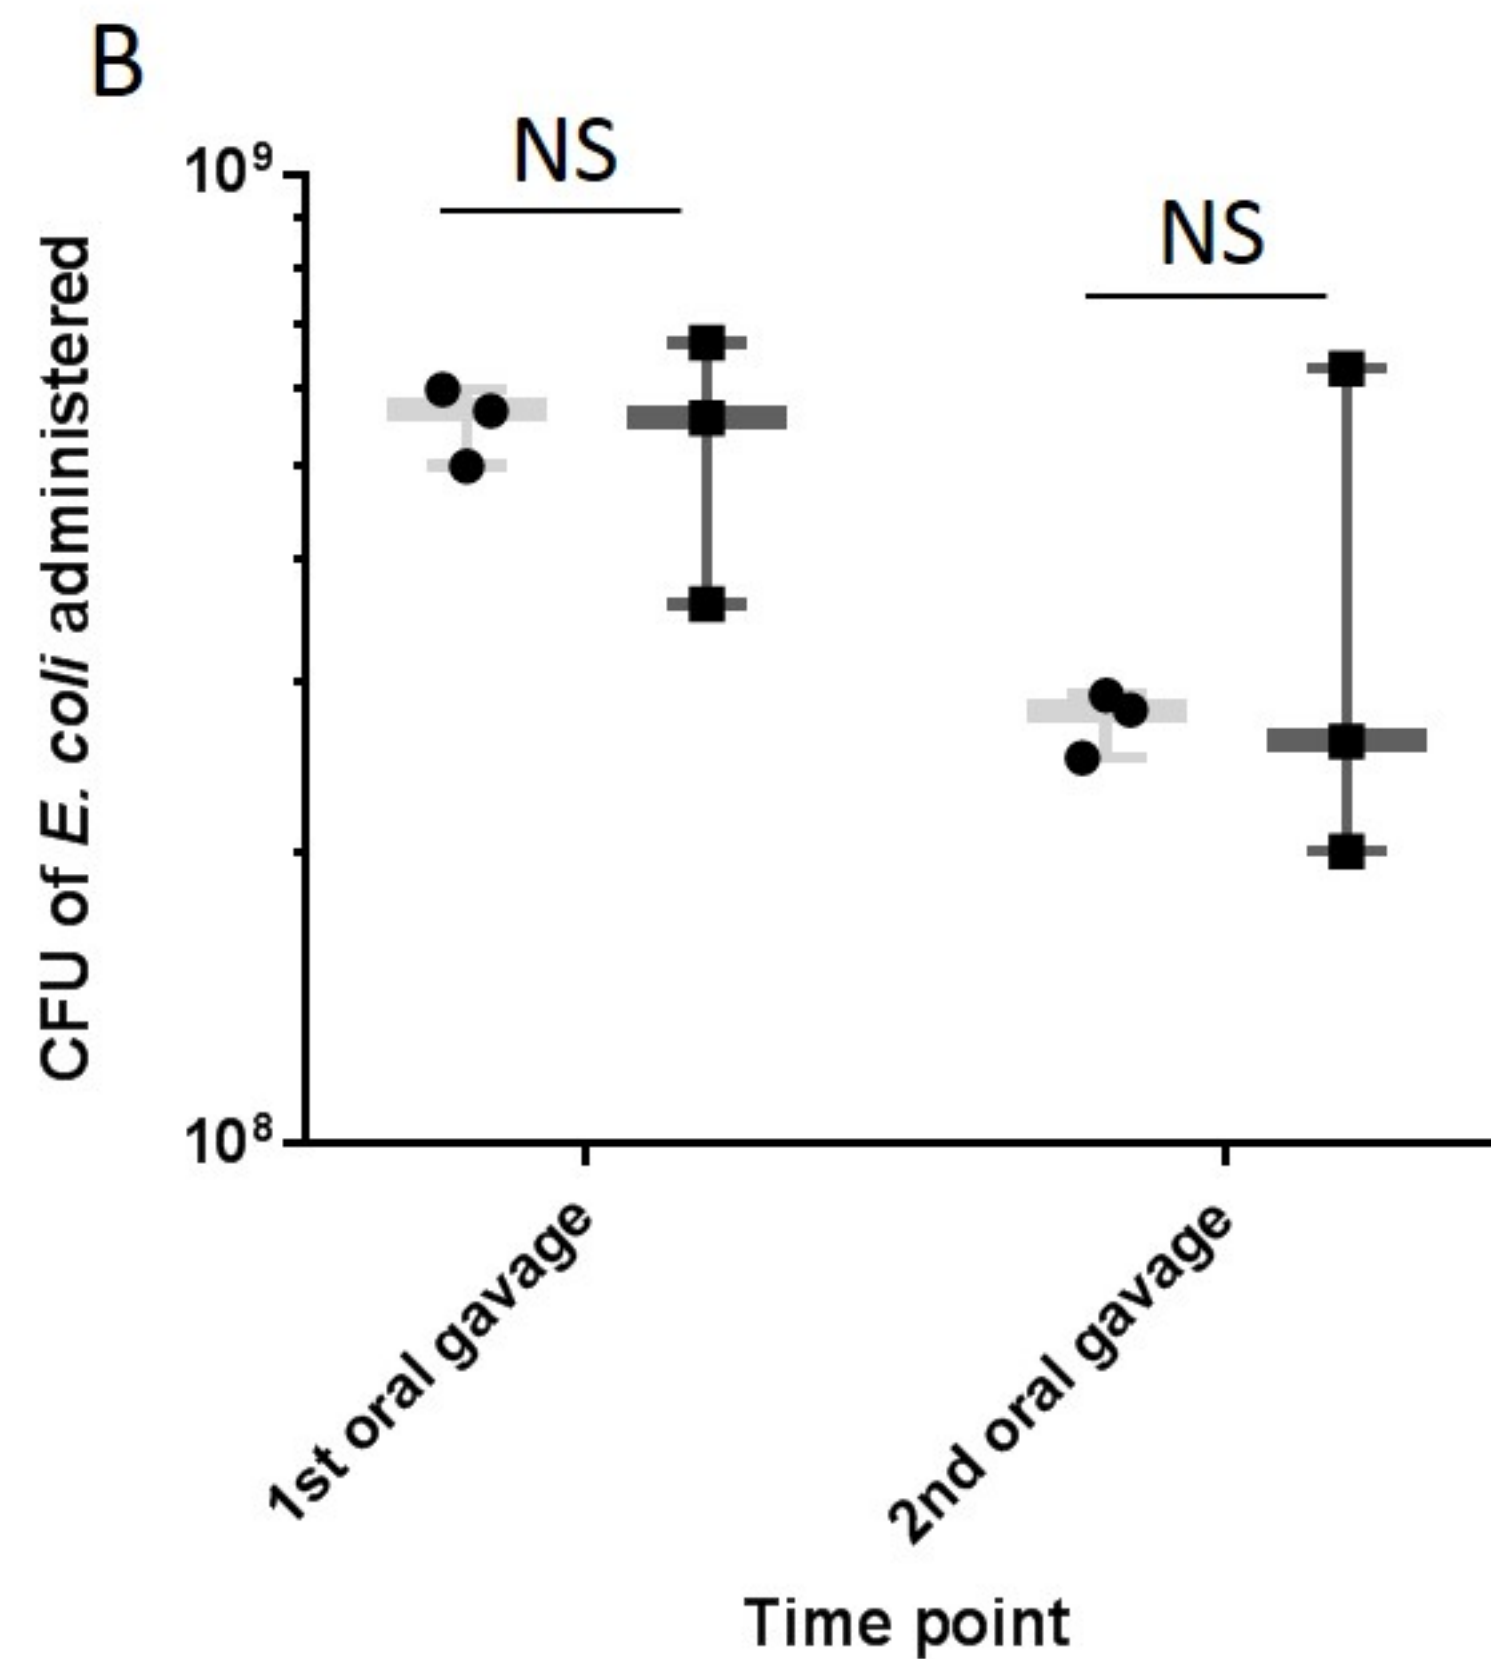 B
NS
NS
10⁹
CFU of E. coli administered
10⁸
1st oral gavage
2nd oral gavage
Time point